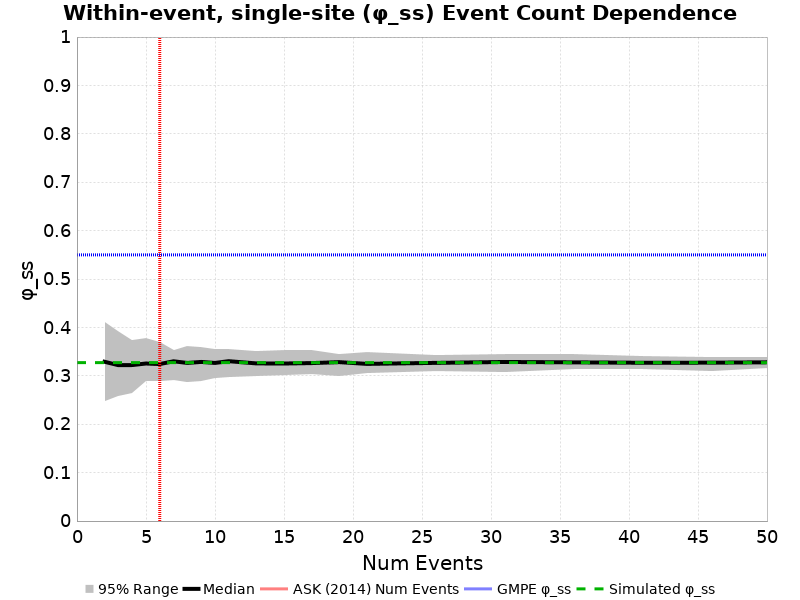 Within-event, single-site (φ_ss) Event Count Dependence
1
0.9
0.8
0.7
0.6
0.5
0.4
0.3
0.2
0.1
0
φ_ss
0 5 10 15 20 25 30 35 40 45 50
Num Events
95% Range Median ASK (2014) Num Events GMPE φ_ss Simulated φ_ss